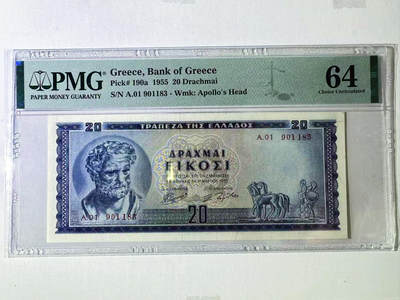 PMG
PAPER MONEY GUARANTY
Greece, Bank of Greece
Pick# 190a 1955 20 Drachmai
S/N A.01 901183 - Wmk: Apollo's Head
64
Choice Uncirculated
20 ΤΡΑΠΕΖΑ ΤΗΣ ΕΛΛΑΔΟΣ 20
Α.01 901183
ΔΡΑΧΜΑΙ
ΕΙΚΟΣΙ
Α.01 901183
20